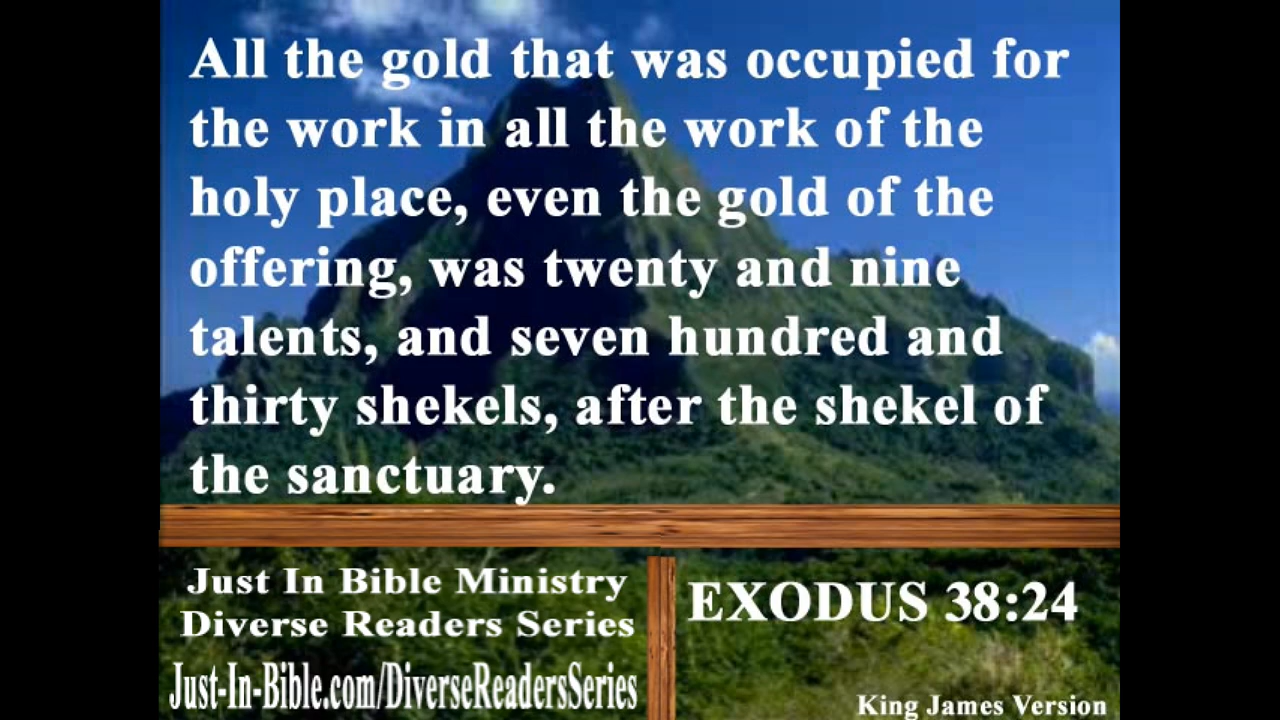 All the gold that was occupied for
the work in all the work of the
holy place, even the gold of the
offering, was twenty and nine
talents, and seven hundred and
thirty shekels, after the shekel of
the sanctuary.
Just In Bible Ministry
Diverse Readers Series
Just-In-Bible.com/DiverseReadersSeries
EXODUS 38:24
King James Version